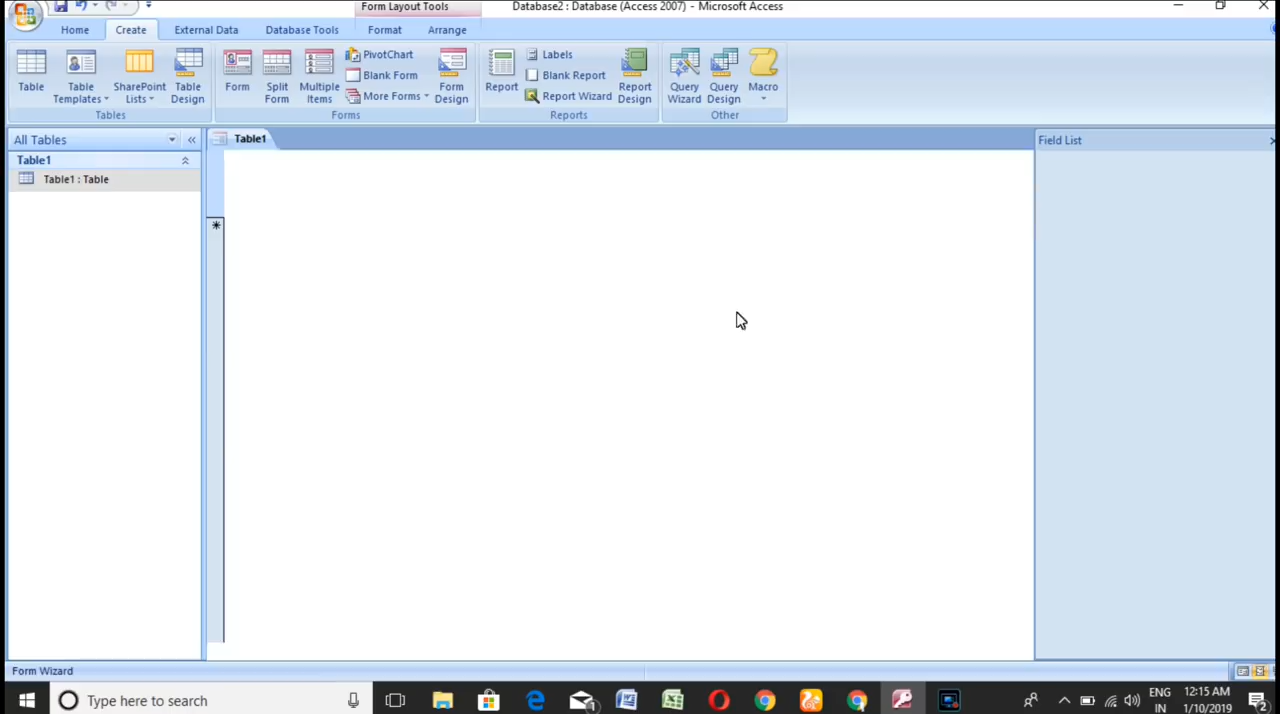 Form Layout Tools
Database2 : Database (Access 2007) - Microsoft Access
Home Create External Data Database Tools Format Arrange
Table
Table Templates
SharePoint Lists
Table Design
Tables
Form
Split Form
Multiple Items
PivotChart
Blank Form
More Forms
Form Design
Forms
Report
Labels
Blank Report
Report Wizard
Report Design
Reports
Query Wizard
Query Design
Macro
Other
All Tables
Table1
Table1 : Table
Table1
Field List
Form Wizard
Type here to search
1
ENG
IN
12:15 AM
1/10/2019
2